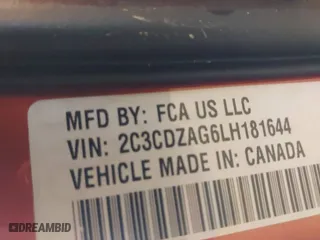 MFD BY: FCA US LLC
VIN: 2C3CDZAG6LH181644
VEHICLE MADE IN: CANADA
DREAMBID